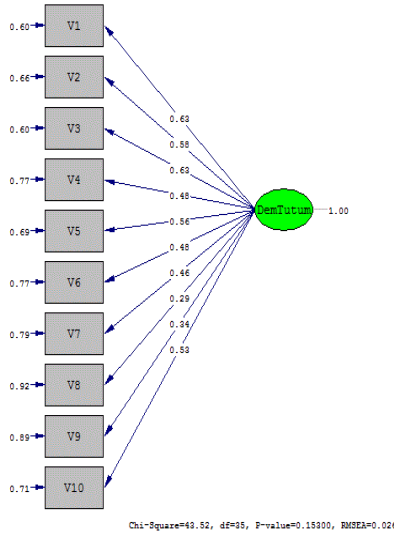 0.60 V1
0.66 V2
0.60 V3
0.77 V4
0.69 V5
0.77 V6
0.79 V7
0.92 V8
0.89 V9
0.71 V10
0.63
0.58
0.63
0.48
0.56
0.48
0.46
0.29
0.34
0.53
DemTutum 1.00
Chi-Square=43.52, df=35, P-value=0.15300, RMSEA=0.026